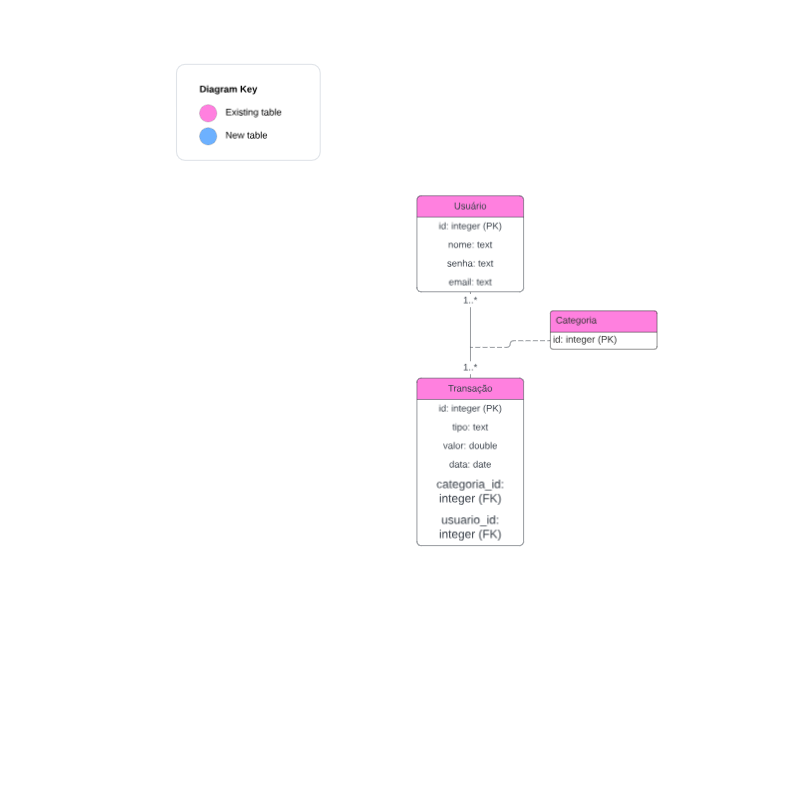 Diagram Key
Existing table
New table
Usuário
id: integer (PK)
nome: text
senha: text
email: text
1..*
Categoria
id: integer (PK)
1..*
Transação
id: integer (PK)
tipo: text
valor: double
data: date
categoria_id:
integer (FK)
usuario_id:
integer (FK)